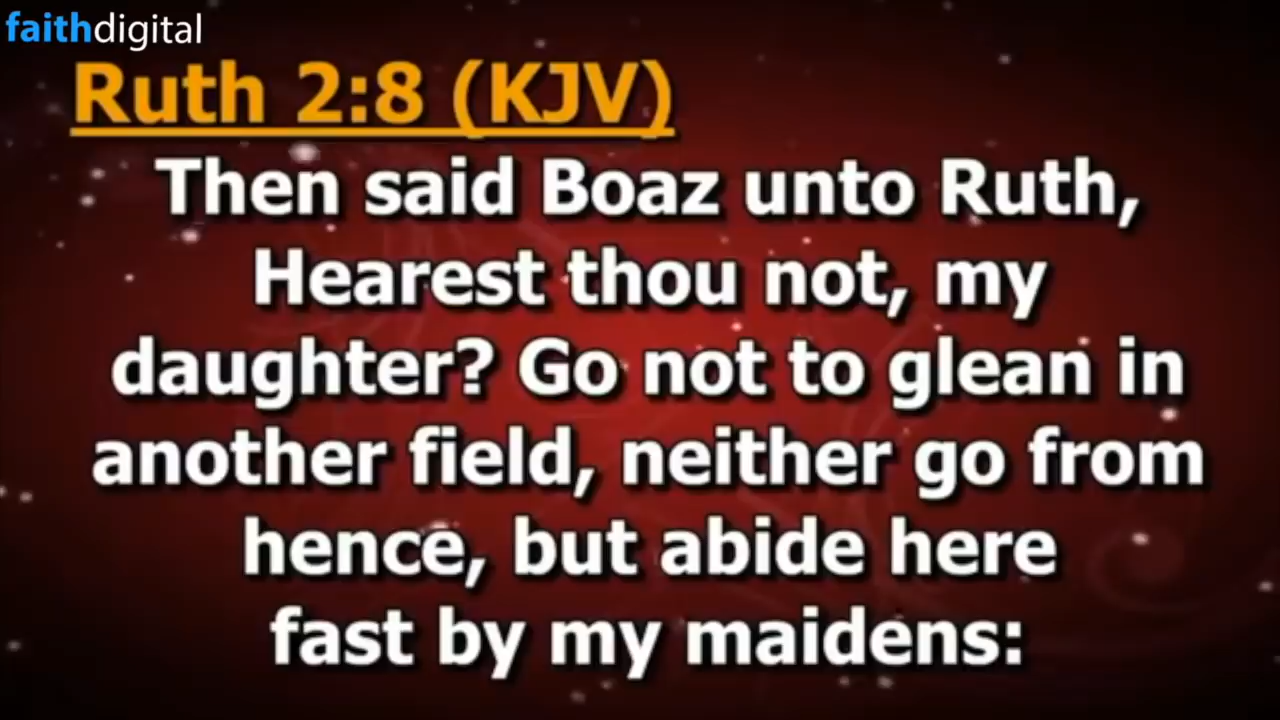 faithdigital
Ruth 2:8 (KJV)
Then said Boaz unto Ruth,
Hearest thou not, my
daughter? Go not to glean in
another field, neither go from
hence, but abide here
fast by my maidens: